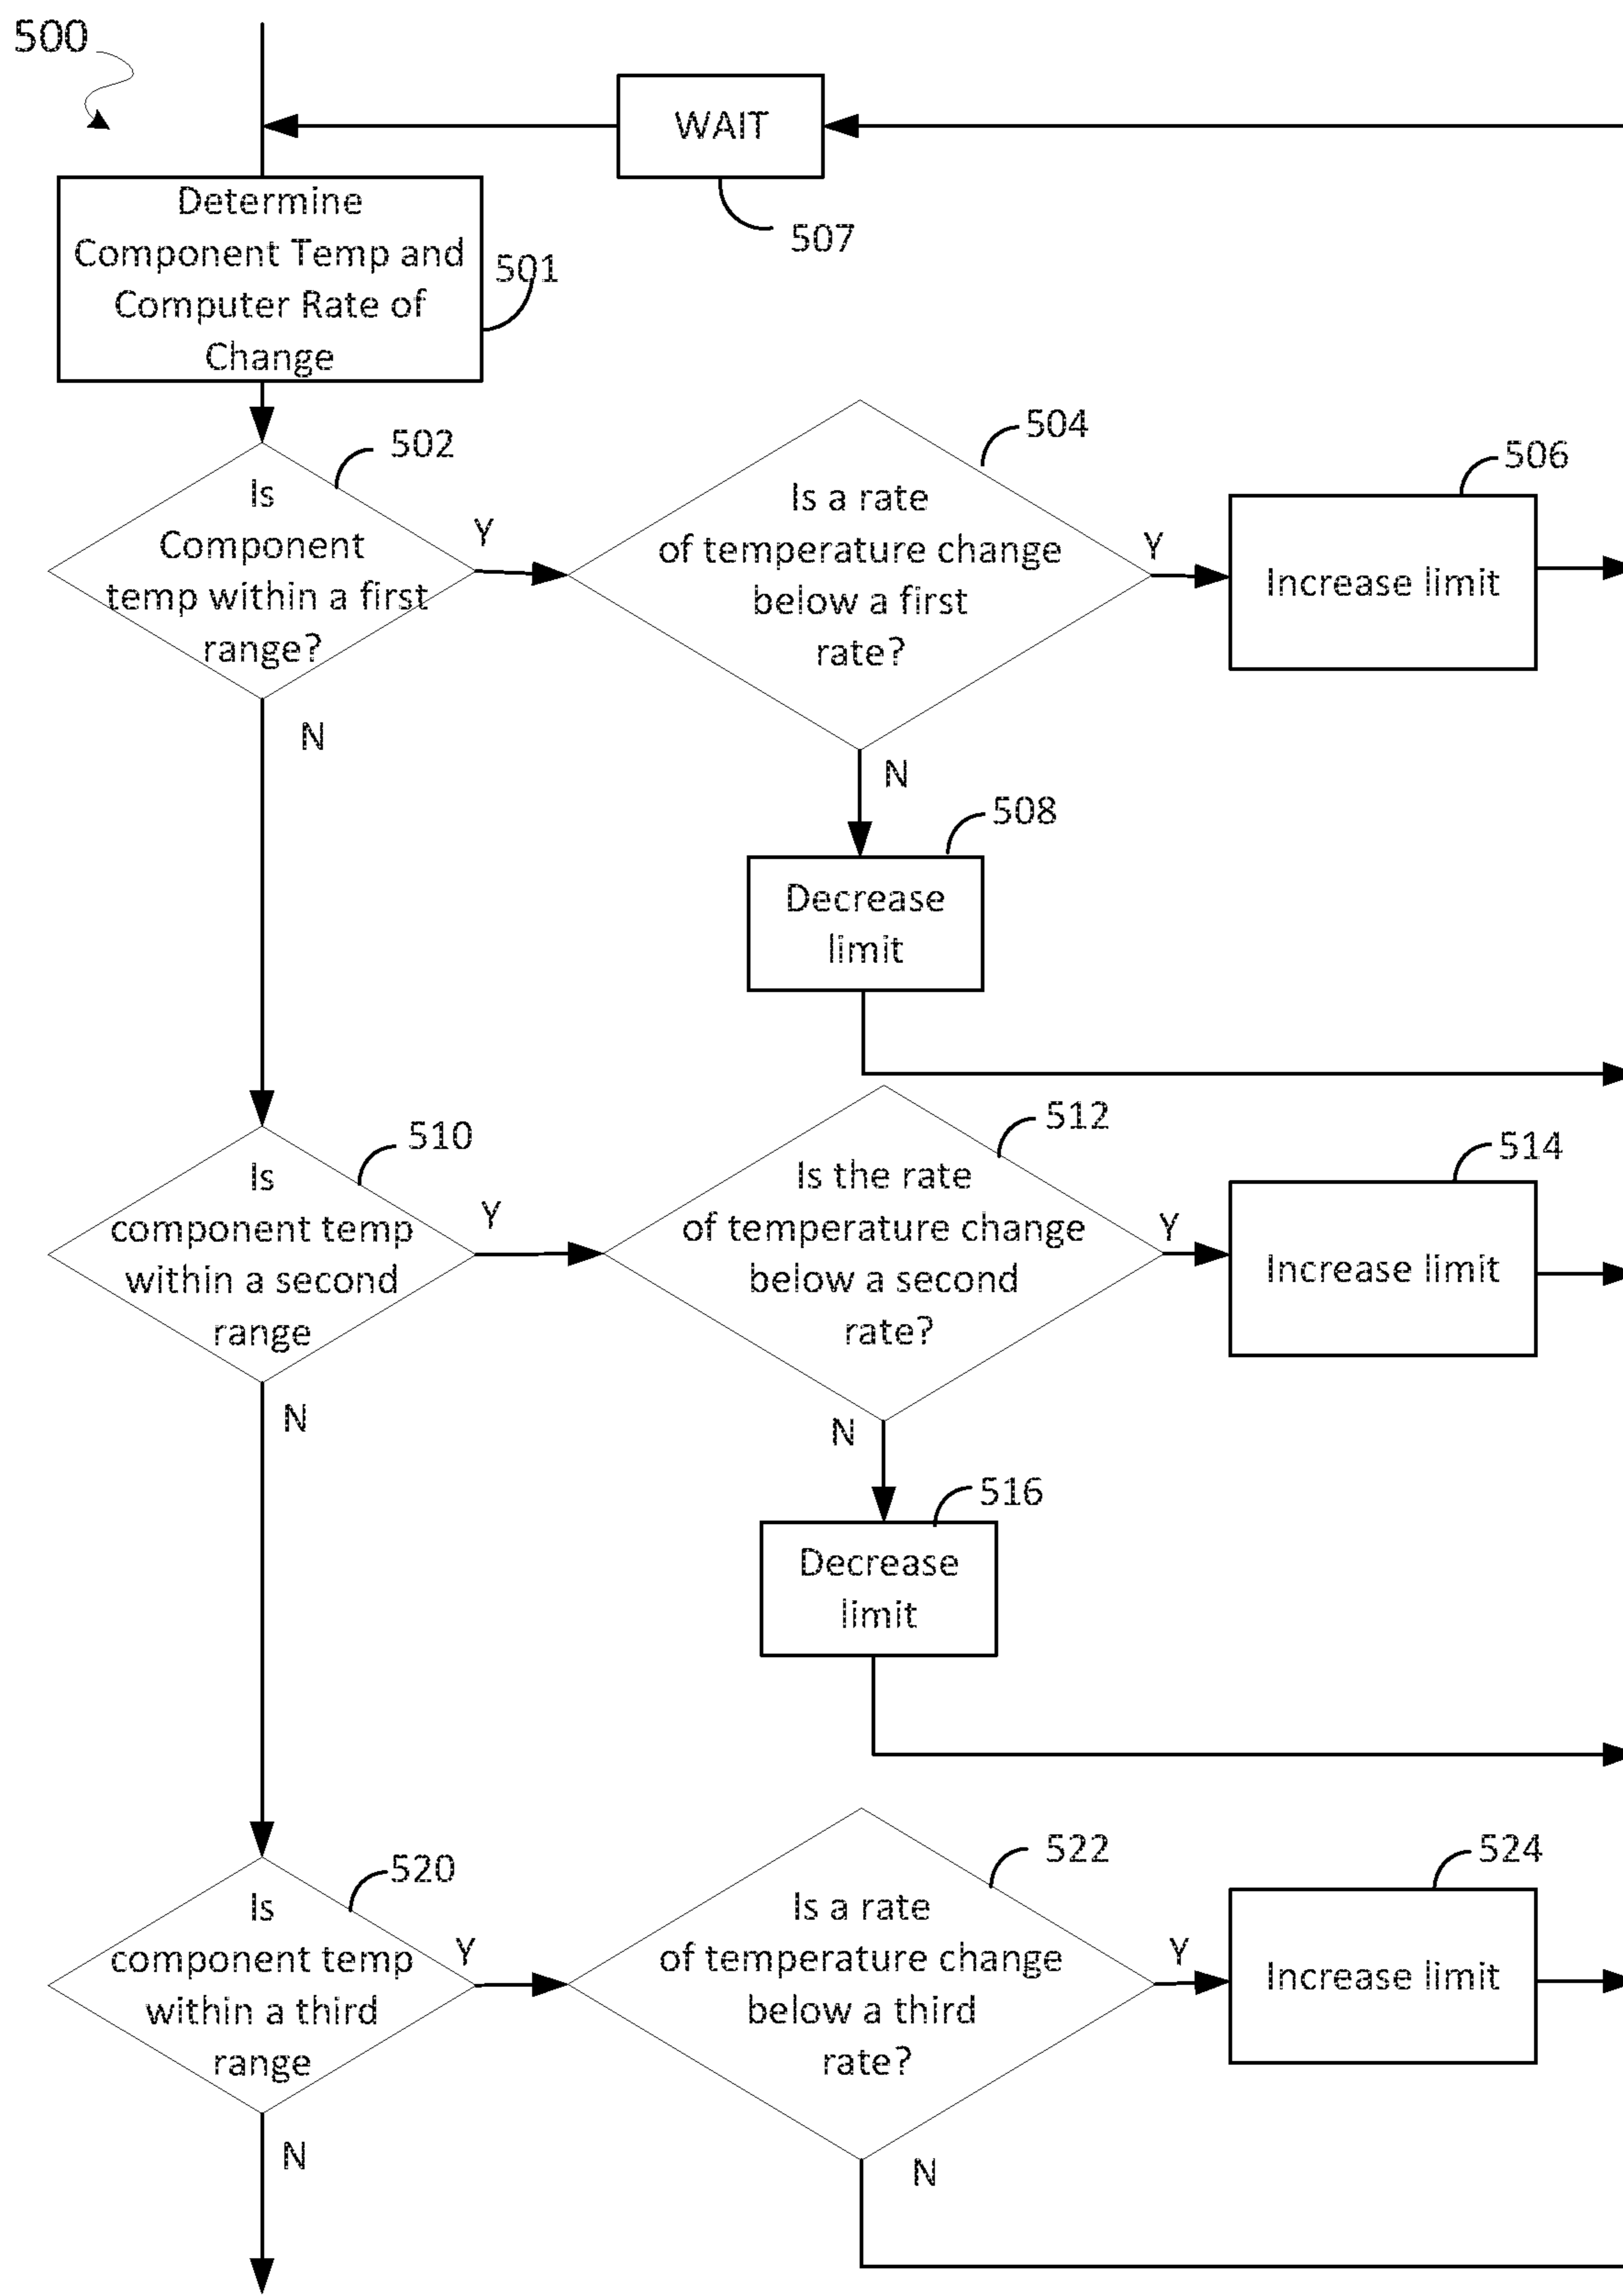 500
WAIT
507
Determine
Component Temp and
Computer Rate of
Change
501
502
Is
Component
temp within a first
range?
Y
N
504
Is a rate
of temperature change
below a first
rate?
Y
N
506
Increase limit
508
Decrease
limit
510
Is
component temp
within a second
range
Y
N
512
Is the rate
of temperature change
below a second
rate?
Y
N
514
Increase limit
516
Decrease
limit
520
Is
component temp
within a third
range
Y
N
522
Is a rate
of temperature change
below a third
rate?
Y
N
524
Increase limit